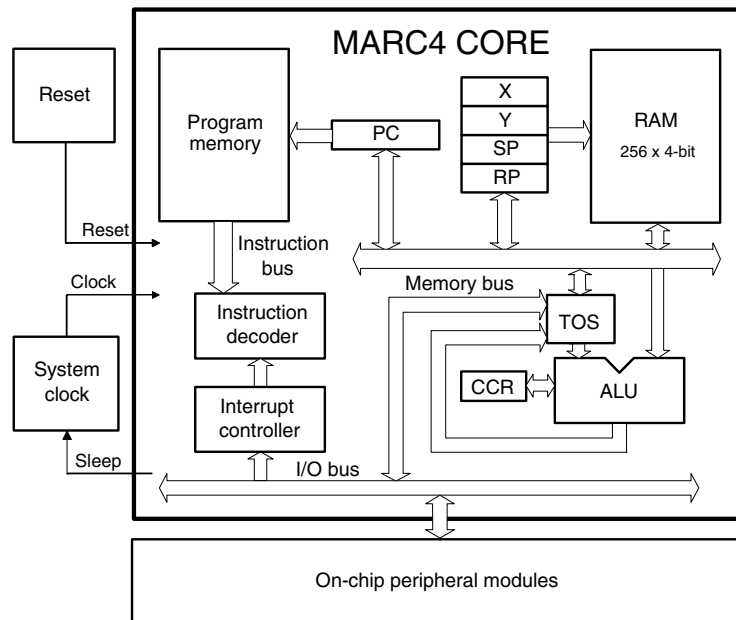 MARC4 CORE
Reset
Program
memory
PC
X
Y
SP
RP
RAM
256 x 4-bit
Reset
Instruction
bus
Clock
Memory bus
Instruction
decoder
TOS
System
clock
CCR
ALU
Interrupt
controller
Sleep
I/O bus
On-chip peripheral modules